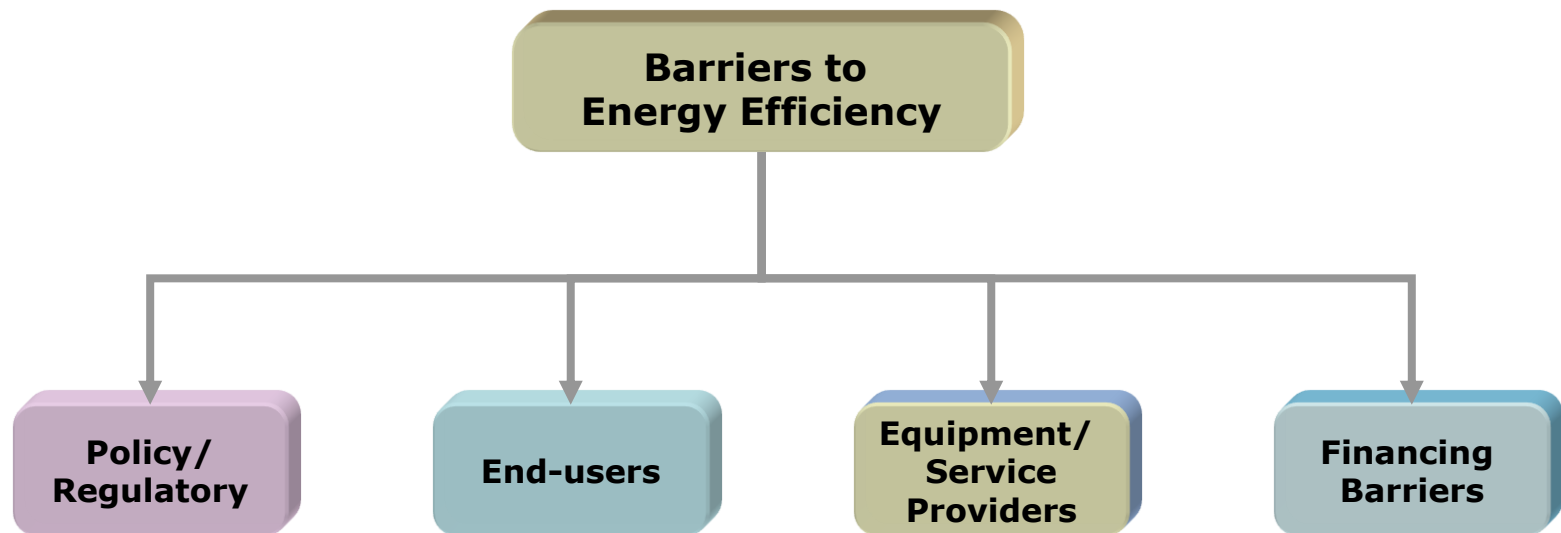 Barriers to
Energy Efficiency
Policy/
Regulatory
End-users
Equipment/
Service
Providers
Financing
Barriers